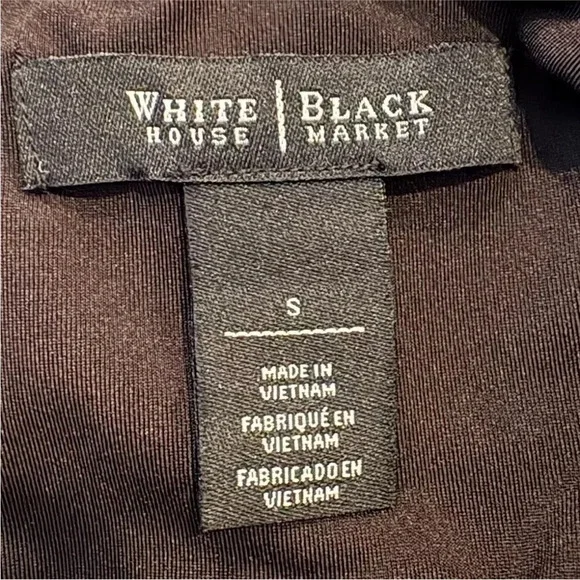 WHITE | BLACK
HOUSE | MARKET
S
MADE IN
VIETNAM
FABRIQUÉ EN
VIETNAM
FABRICADO EN
VIETNAM